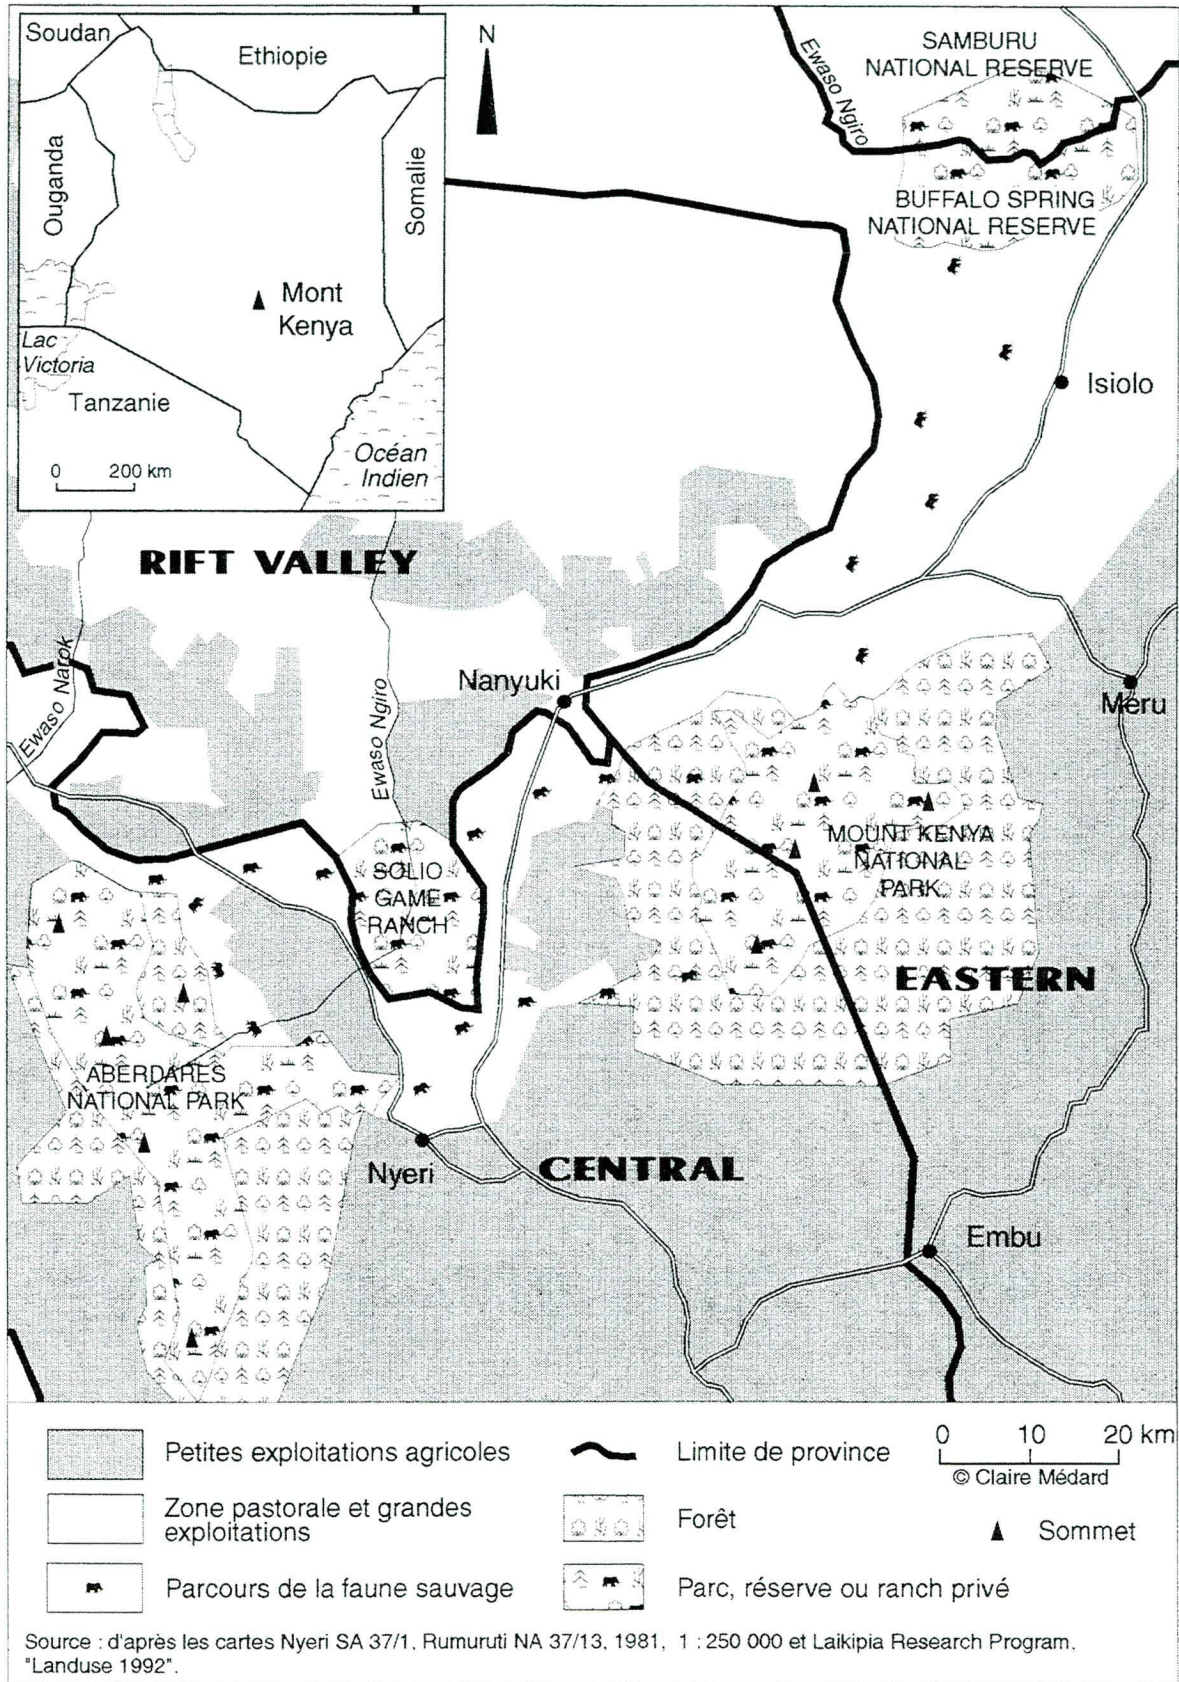 Soudan
Ethiopie
Ouganda
Somalie
Mont
Kenya
Lac
Victoria
Tanzanie
Océan
Indien
0 200 km
N
Ewaso Ngiro
SAMBURU
NATIONAL RESERVE
BUFFALO SPRING
NATIONAL RESERVE
Isiolo
RIFT VALLEY
Ewaso Narok
Ewaso Ngiro
Nanyuki
Meru
MOUNT KENYA
NATIONAL
PARK
SOLIO
GAME
RANCH
EASTERN
ABERDARES
NATIONAL PARK
Nyeri
CENTRAL
Embu
Petites exploitations agricoles
Zone pastorale et grandes
exploitations
Parcours de la faune sauvage
Limite de province
Forêt
Parc, réserve ou ranch privé
0 10 20 km
© Claire Médard
Sommet
Source : d'après les cartes Nyeri SA 37/1, Rumuruti NA 37/13, 1981, 1 : 250 000 et Laikipia Research Program.
"Landuse 1992".